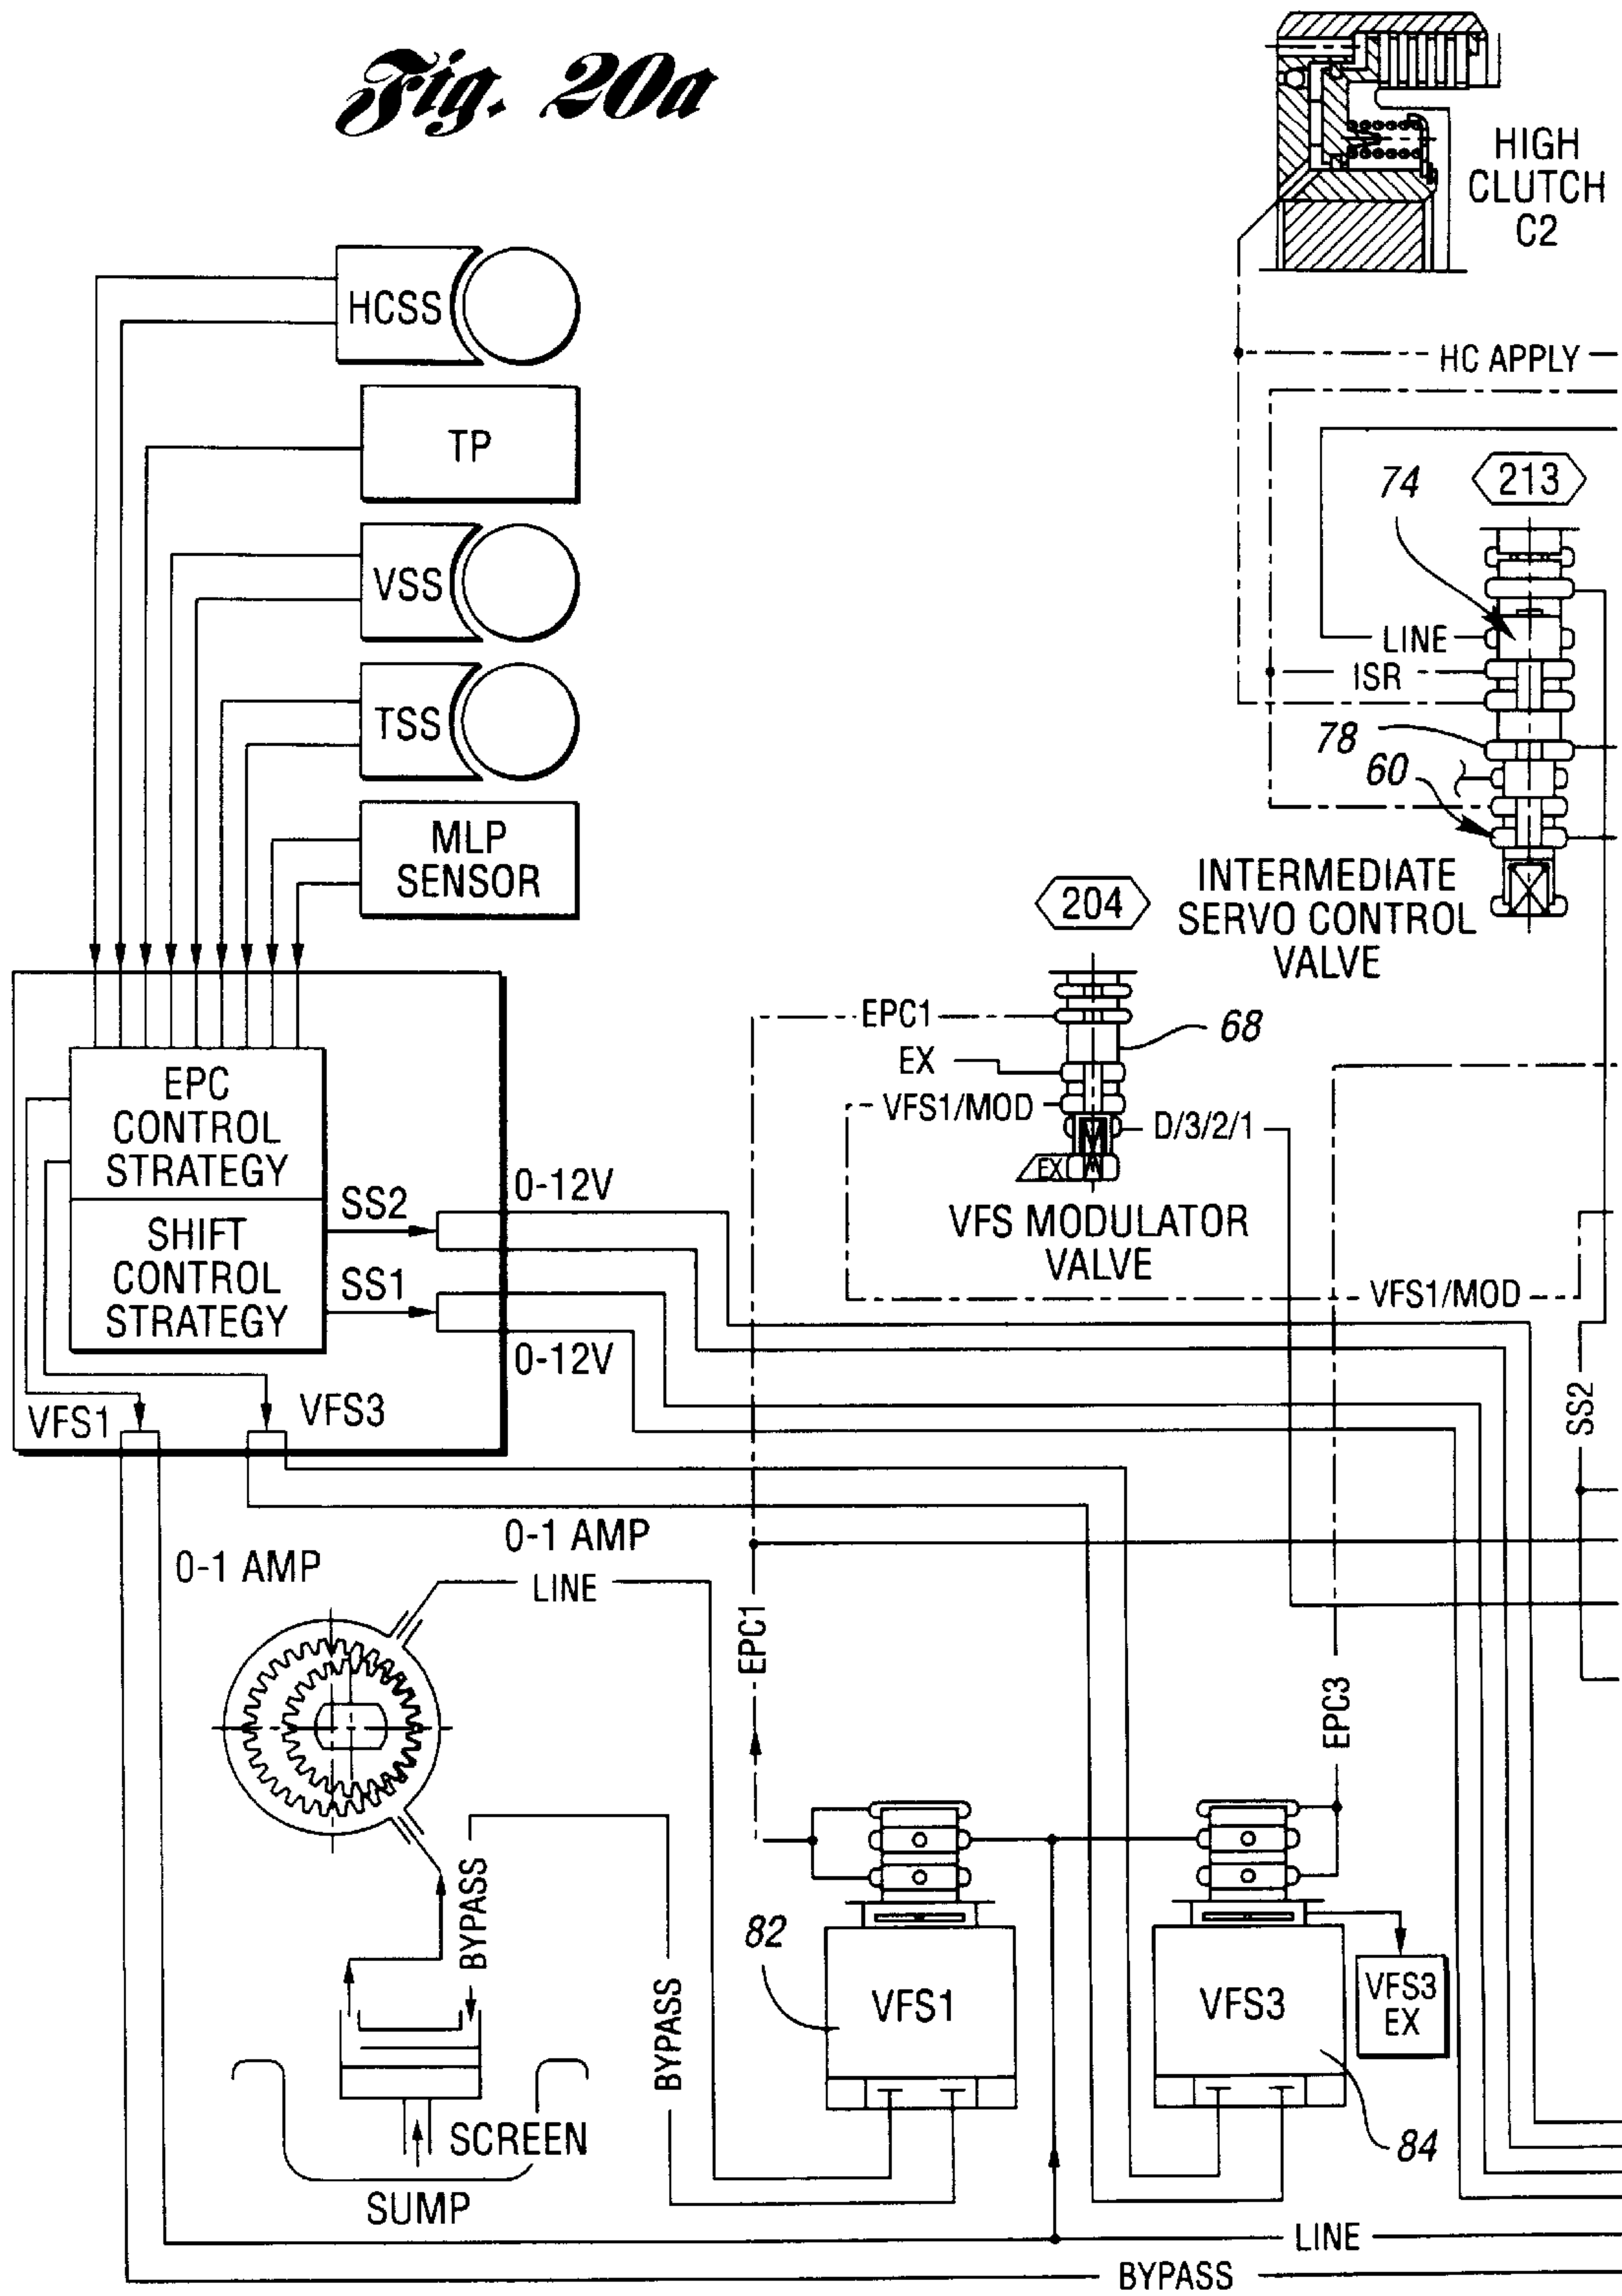 Fig. 20a
HIGH
CLUTCH
C2
HCSS
HC APPLY
TP
74
213
VSS
LINE
ISR
TSS
78
60
MLP
SENSOR
INTERMEDIATE
SERVO CONTROL
VALVE
204
EPC1
68
EX
VFS1/MOD
D/3/2/1
EX
VFS MODULATOR
VALVE
EPC
CONTROL
STRATEGY
SS2
0-12V
SHIFT
CONTROL
STRATEGY
SS1
0-12V
VFS1/MOD
VFS1
VFS3
SS2
0-1 AMP
0-1 AMP
LINE
EPC1
EPC3
BYPASS
82
VFS1
VFS3
VFS3
EX
BYPASS
84
SCREEN
SUMP
LINE
BYPASS